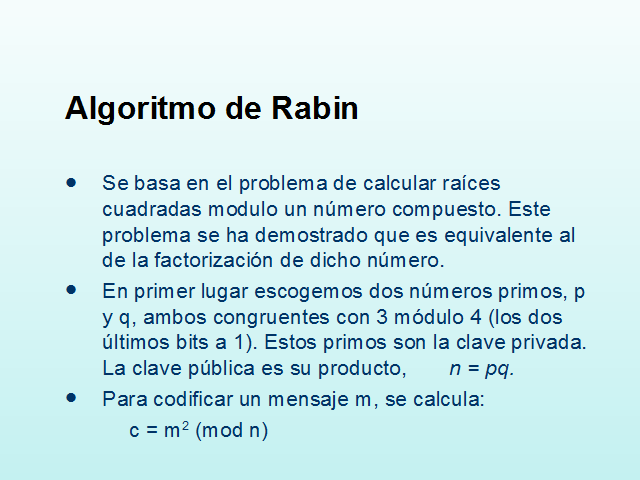 Algoritmo de Rabin
• Se basa en el problema de calcular raíces
cuadradas modulo un número compuesto. Este
problema se ha demostrado que es equivalente al
de la factorización de dicho número.
• En primer lugar escogemos dos números primos, p
y q, ambos congruentes con 3 módulo 4 (los dos
últimos bits a 1). Estos primos son la clave privada.
La clave pública es su producto, n = pq.
• Para codificar un mensaje m, se calcula:
c = m² (mod n)